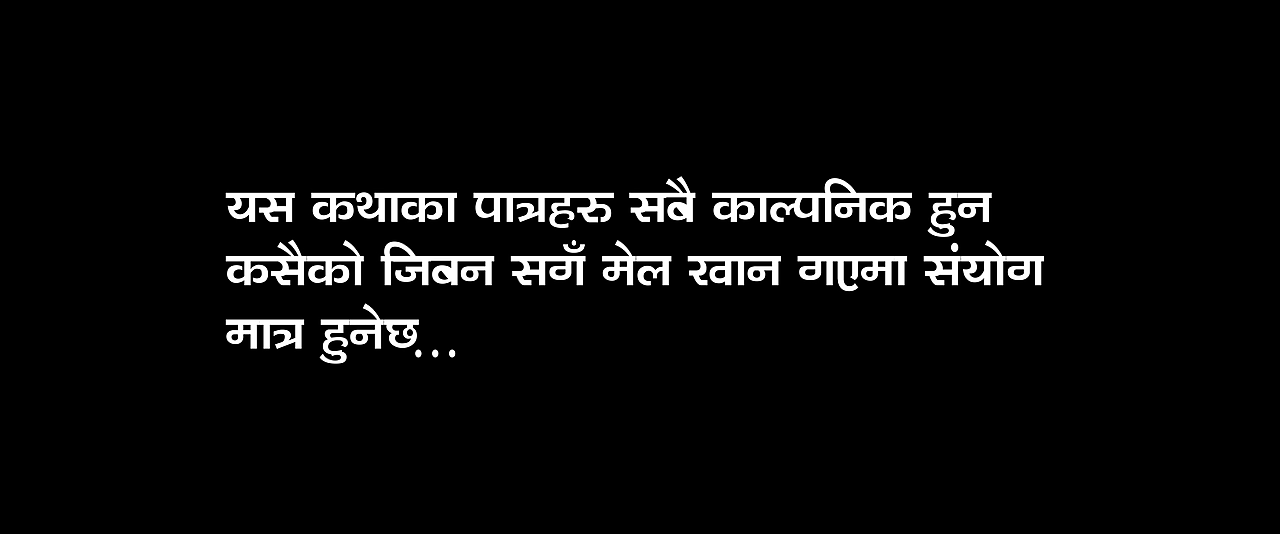 यस कथाका पात्रहरु सबै काल्पनिक हुन
कसैको जिबन सगँ मेल खान गएमा संयोग
मात्र हुनेछ...